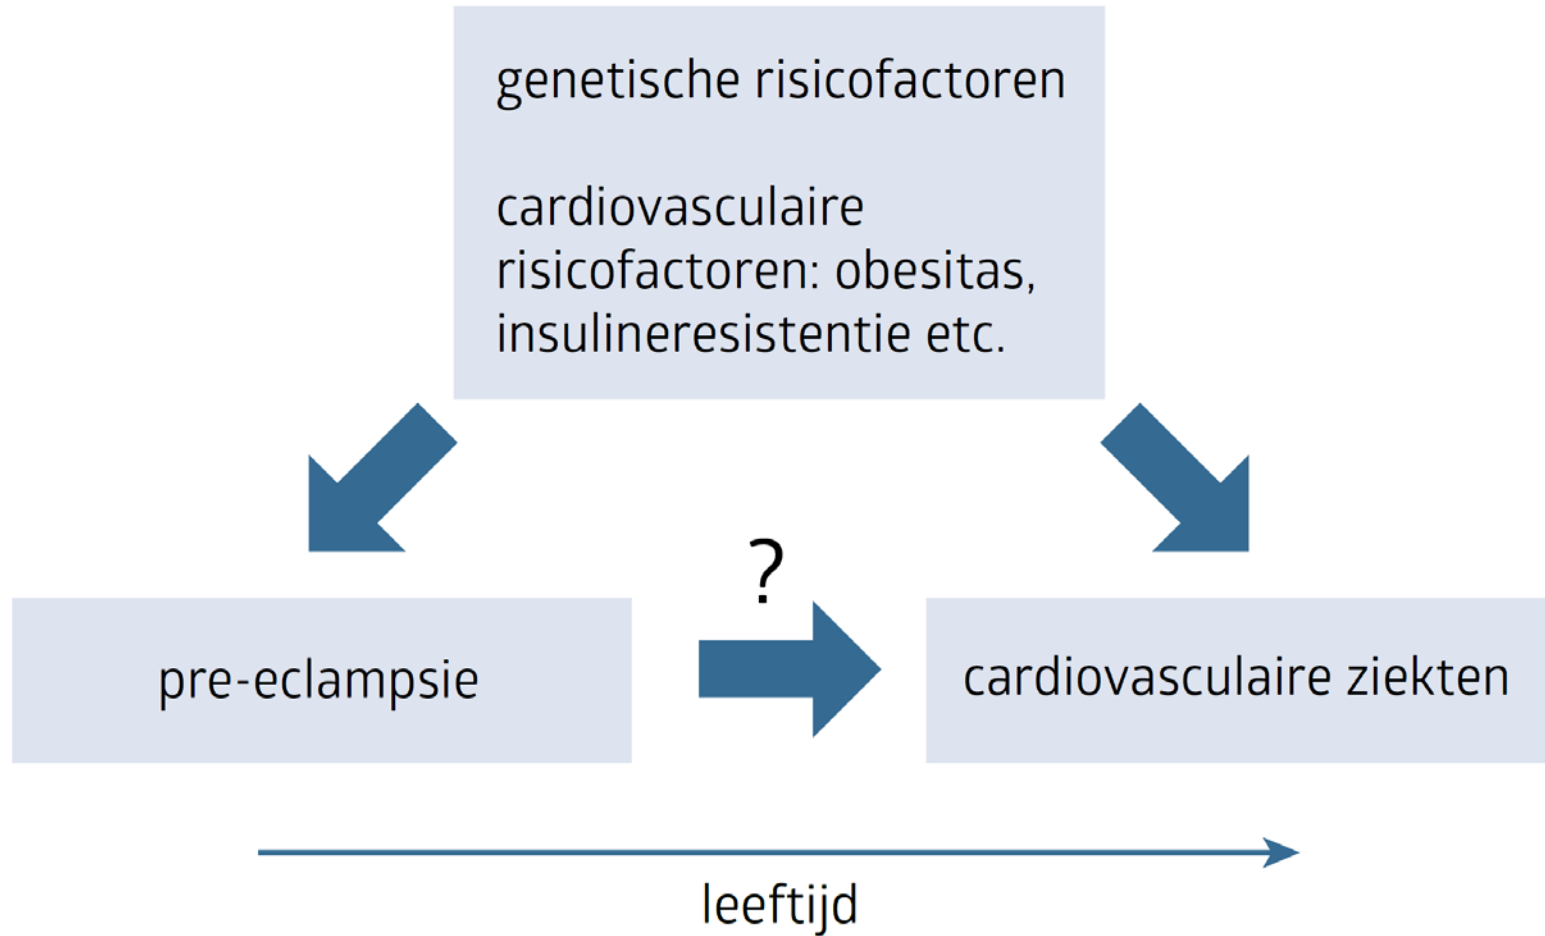 genetische risicofactoren
cardiovasculaire
risicofactoren: obesitas,
insulineresistentie etc.
?
pre-eclampsie
cardiovasculaire ziekten
leeftijd